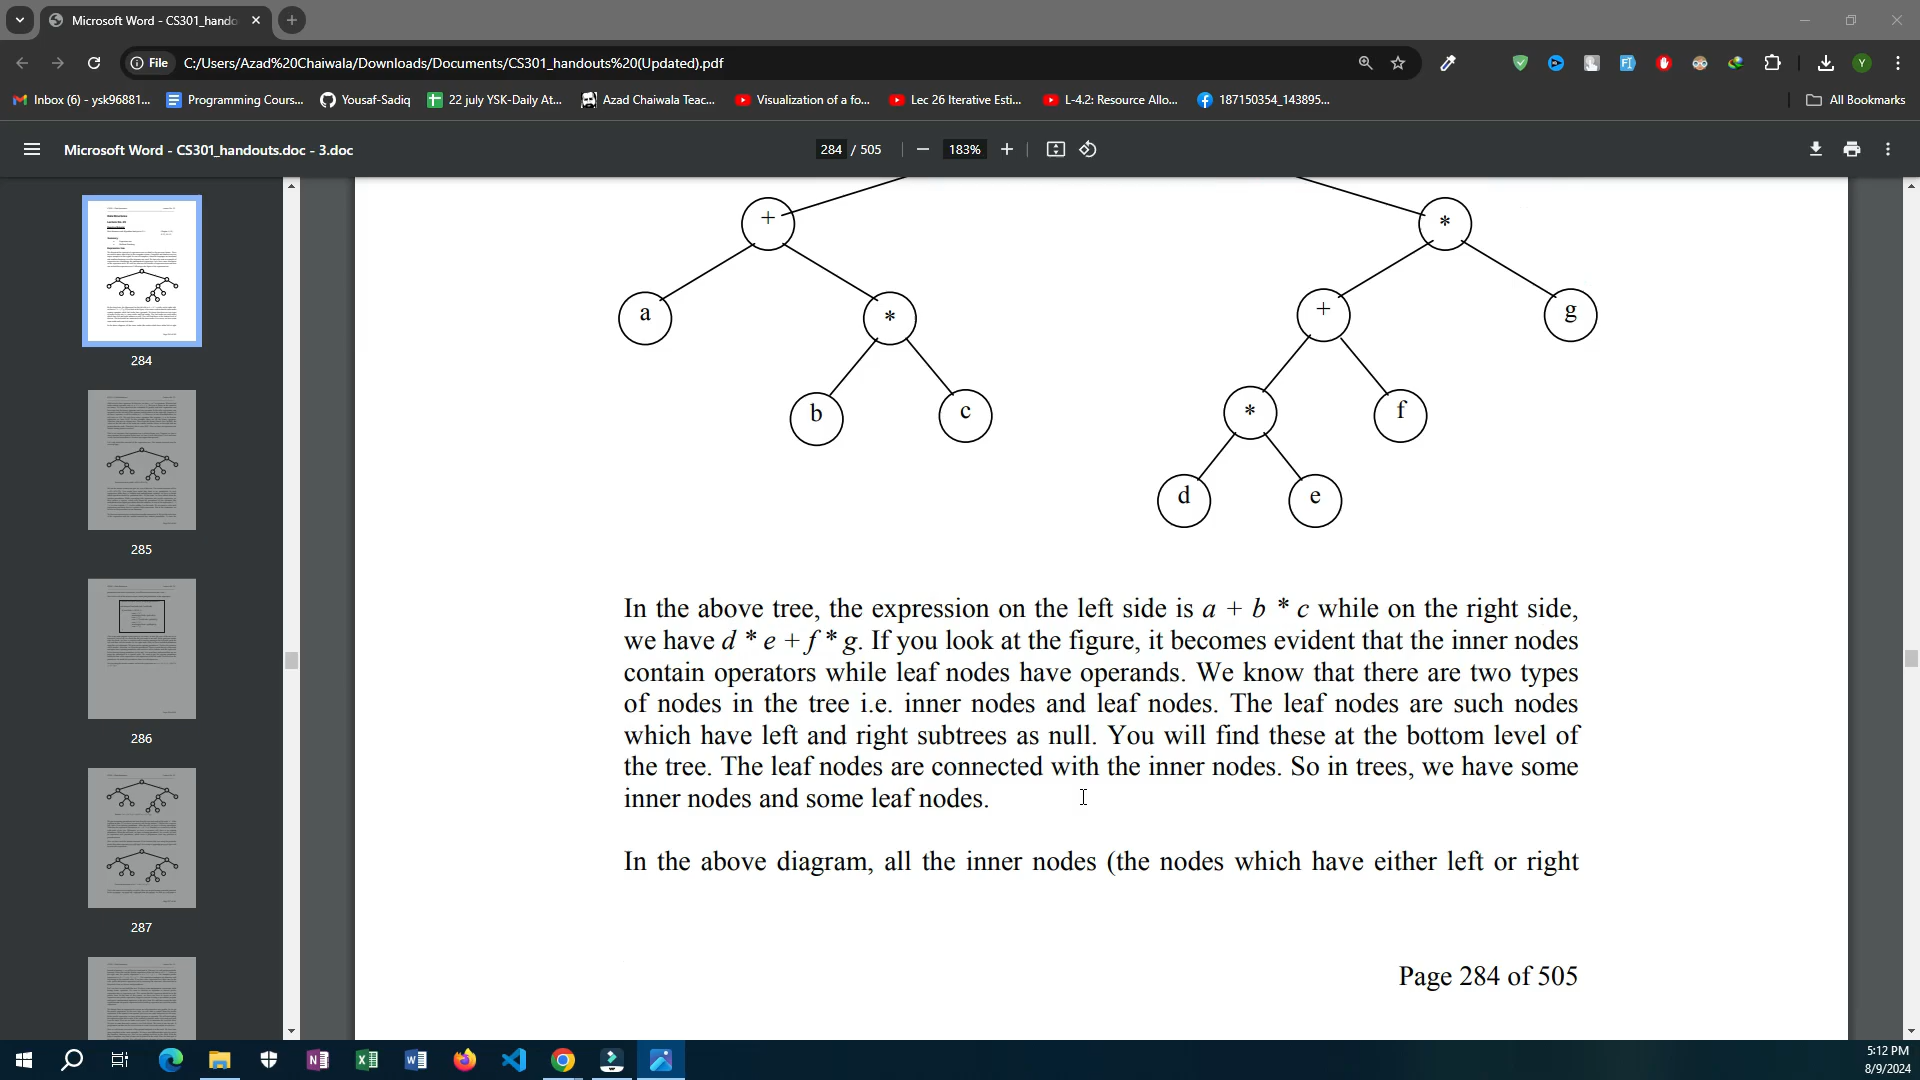 Microsoft Word - CS301_hando
File
C:/Users/Azad%20Chaiwala/Downloads/Documents/CS301_handouts%20(Updated).pdf
Y
Inbox (6) - ysk96881...
Programming Cours...
Yousaf-Sadiq
22 july YSK-Daily At...
Azad Chaiwala Teac...
Visualization of a fo...
Lec 26 Iterative Esti...
L-4.2: Resource Allo...
187150354_143895...
All Bookmarks
Microsoft Word - CS301_handouts.doc - 3.doc
284 / 505
183%
284
285
286
287
+ *
a * + g
b c * f
d e
In the above tree, the expression on the left side is a + b * c while on the right side,
we have d * e + f * g. If you look at the figure, it becomes evident that the inner nodes
contain operators while leaf nodes have operands. We know that there are two types
of nodes in the tree i.e. inner nodes and leaf nodes. The leaf nodes are such nodes
which have left and right subtrees as null. You will find these at the bottom level of
the tree. The leaf nodes are connected with the inner nodes. So in trees, we have some
inner nodes and some leaf nodes.
In the above diagram, all the inner nodes (the nodes which have either left or right
Page 284 of 505
5:12 PM
8/9/2024